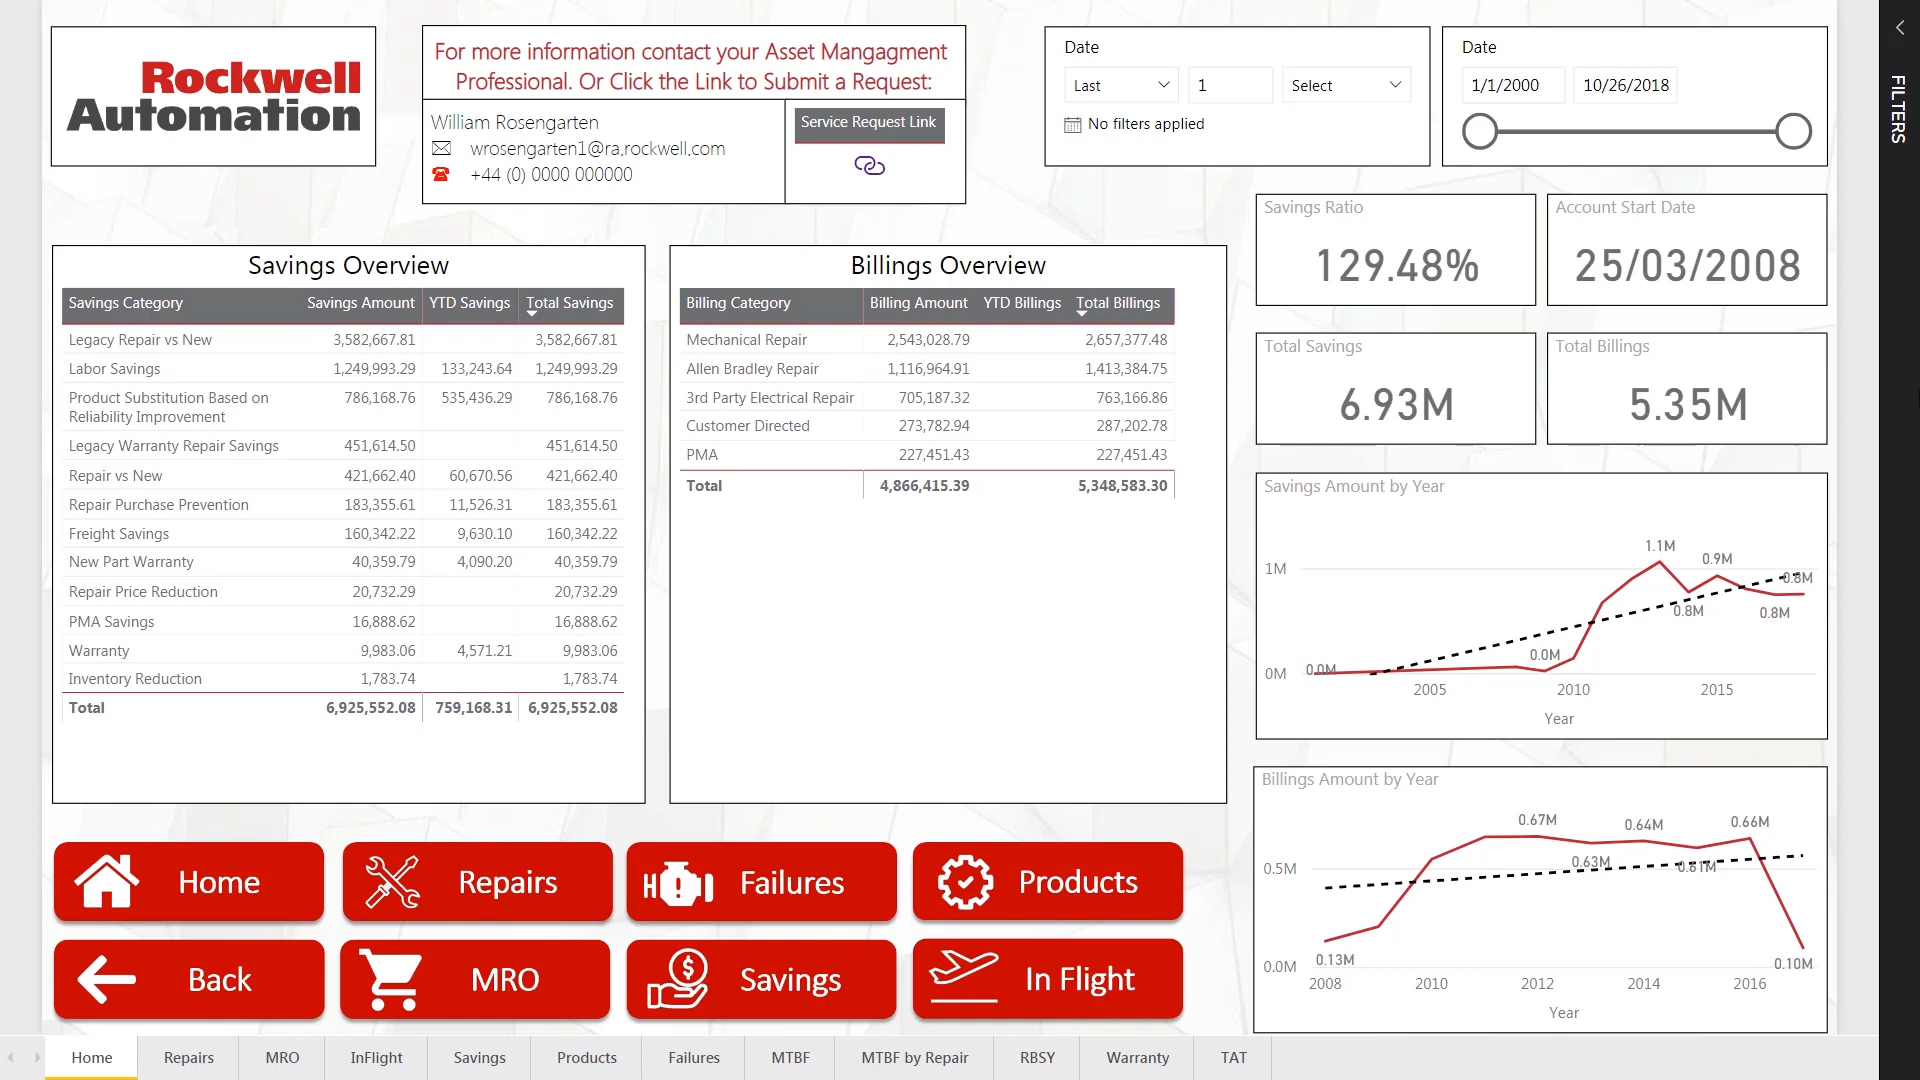 Rockwell
Automation
For more information contact your Asset Mangagment
Professional. Or Click the Link to Submit a Request:
William Rosengarten
wrosengarten1@ra.rockwell.com
+44 (0) 0000 000000
Service Request Link
Date
Last 1 Select
No filters applied
Date
1/1/2000 10/26/2018
FILTERS
Savings Ratio
129.48%
Account Start Date
25/03/2008
Total Savings
6.93M
Total Billings
5.35M
Savings Overview
Savings Category Savings Amount YTD Savings Total Savings
Legacy Repair vs New 3,582,667.81 3,582,667.81
Labor Savings 1,249,993.29 133,243.64 1,249,993.29
Product Substitution Based on 786,168.76 535,436.29 786,168.76
Reliability Improvement
Legacy Warranty Repair Savings 451,614.50 451,614.50
Repair vs New 421,662.40 60,670.56 421,662.40
Repair Purchase Prevention 183,355.61 11,526.31 183,355.61
Freight Savings 160,342.22 9,630.10 160,342.22
New Part Warranty 40,359.79 4,090.20 40,359.79
Repair Price Reduction 20,732.29 20,732.29
PMA Savings 16,888.62 16,888.62
Warranty 9,983.06 4,571.21 9,983.06
Inventory Reduction 1,783.74 1,783.74
Total 6,925,552.08 759,168.31 6,925,552.08
Billings Overview
Billing Category Billing Amount YTD Billings Total Billings
Mechanical Repair 2,543,028.79 2,657,377.48
Allen Bradley Repair 1,116,964.91 1,413,384.75
3rd Party Electrical Repair 705,187.32 763,166.86
Customer Directed 273,782.94 287,202.78
PMA 227,451.43 227,451.43
Total 4,866,415.39 5,348,583.30
Savings Amount by Year
1.1M
0.9M
1M
0.8M
0.8M
0.8M
0.0M
0.0M
0M
2005 2010 2015
Year
Billings Amount by Year
0.67M 0.64M 0.66M
0.5M
0.63M 0.61M
0.13M
0.10M
0.0M
2008 2010 2012 2014 2016
Year
Home Repairs Failures Products
Back MRO Savings In Flight
Home Repairs MRO InFlight Savings Products Failures MTBF MTBF by Repair RBSY Warranty TAT